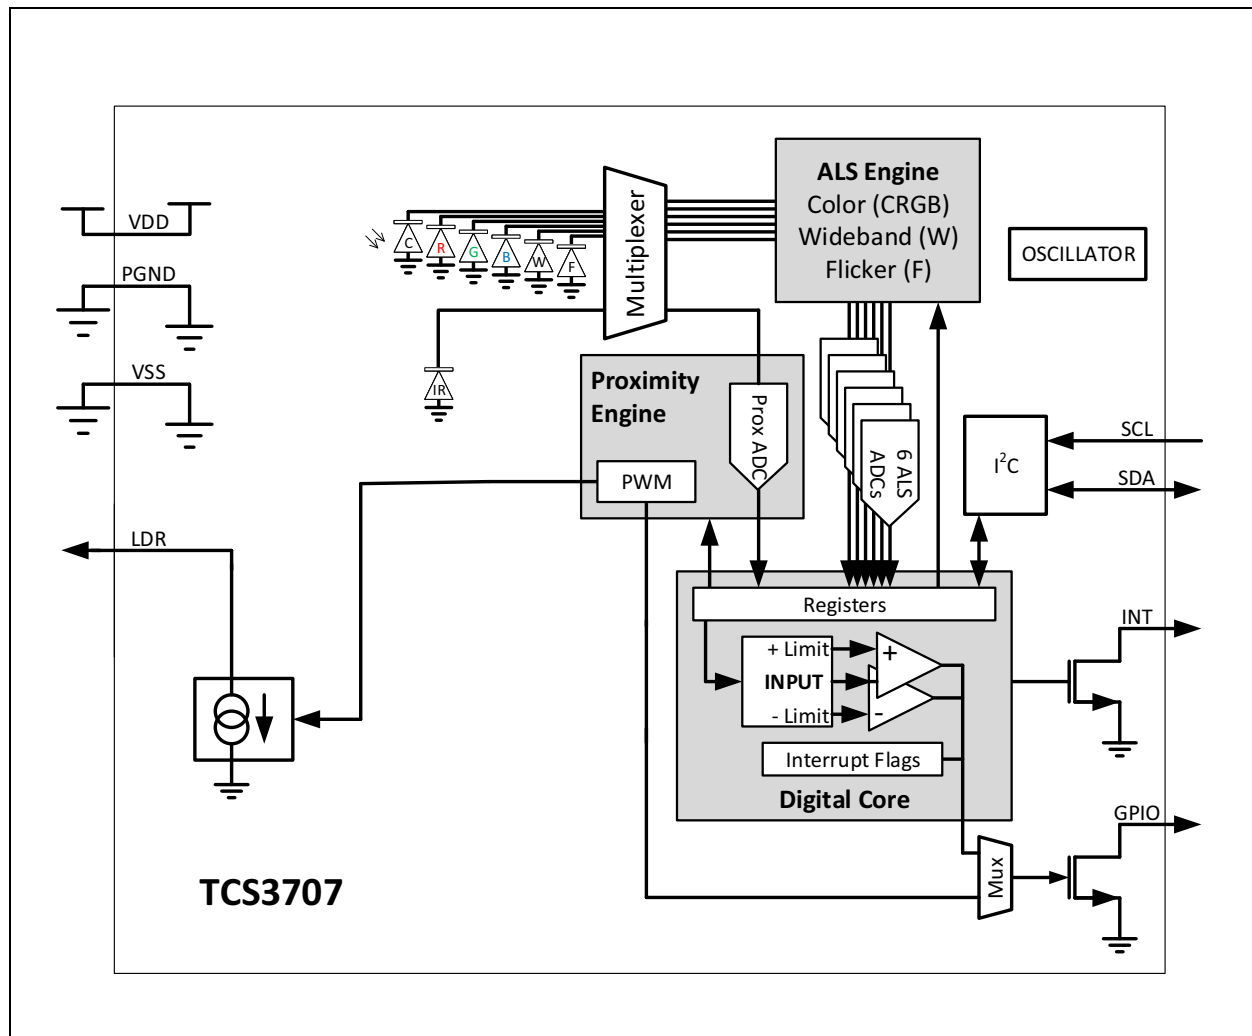 ALS Engine
Color (CRGB)
Wideband (W)
Flicker (F)
Multiplexer
C
R
G
B
W
F
VDD
OSCILLATOR
PGND
VSS
IR
Proximity
Engine
Prox ADC
PWM
6 ALS
ADCs
I²C
SCL
SDA
LDR
Registers
INT
+ Limit
INPUT
- Limit
+
-
Interrupt Flags
Digital Core
GPIO
Mux
TCS3707